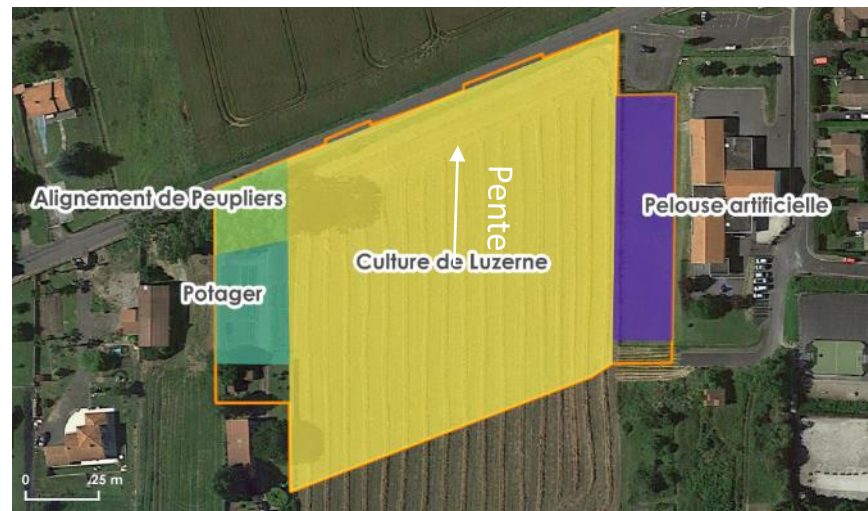 Alignement de Peupliers
Pente
Pelouse artificielle
Culture de Luzerne
Potager
0 25 m